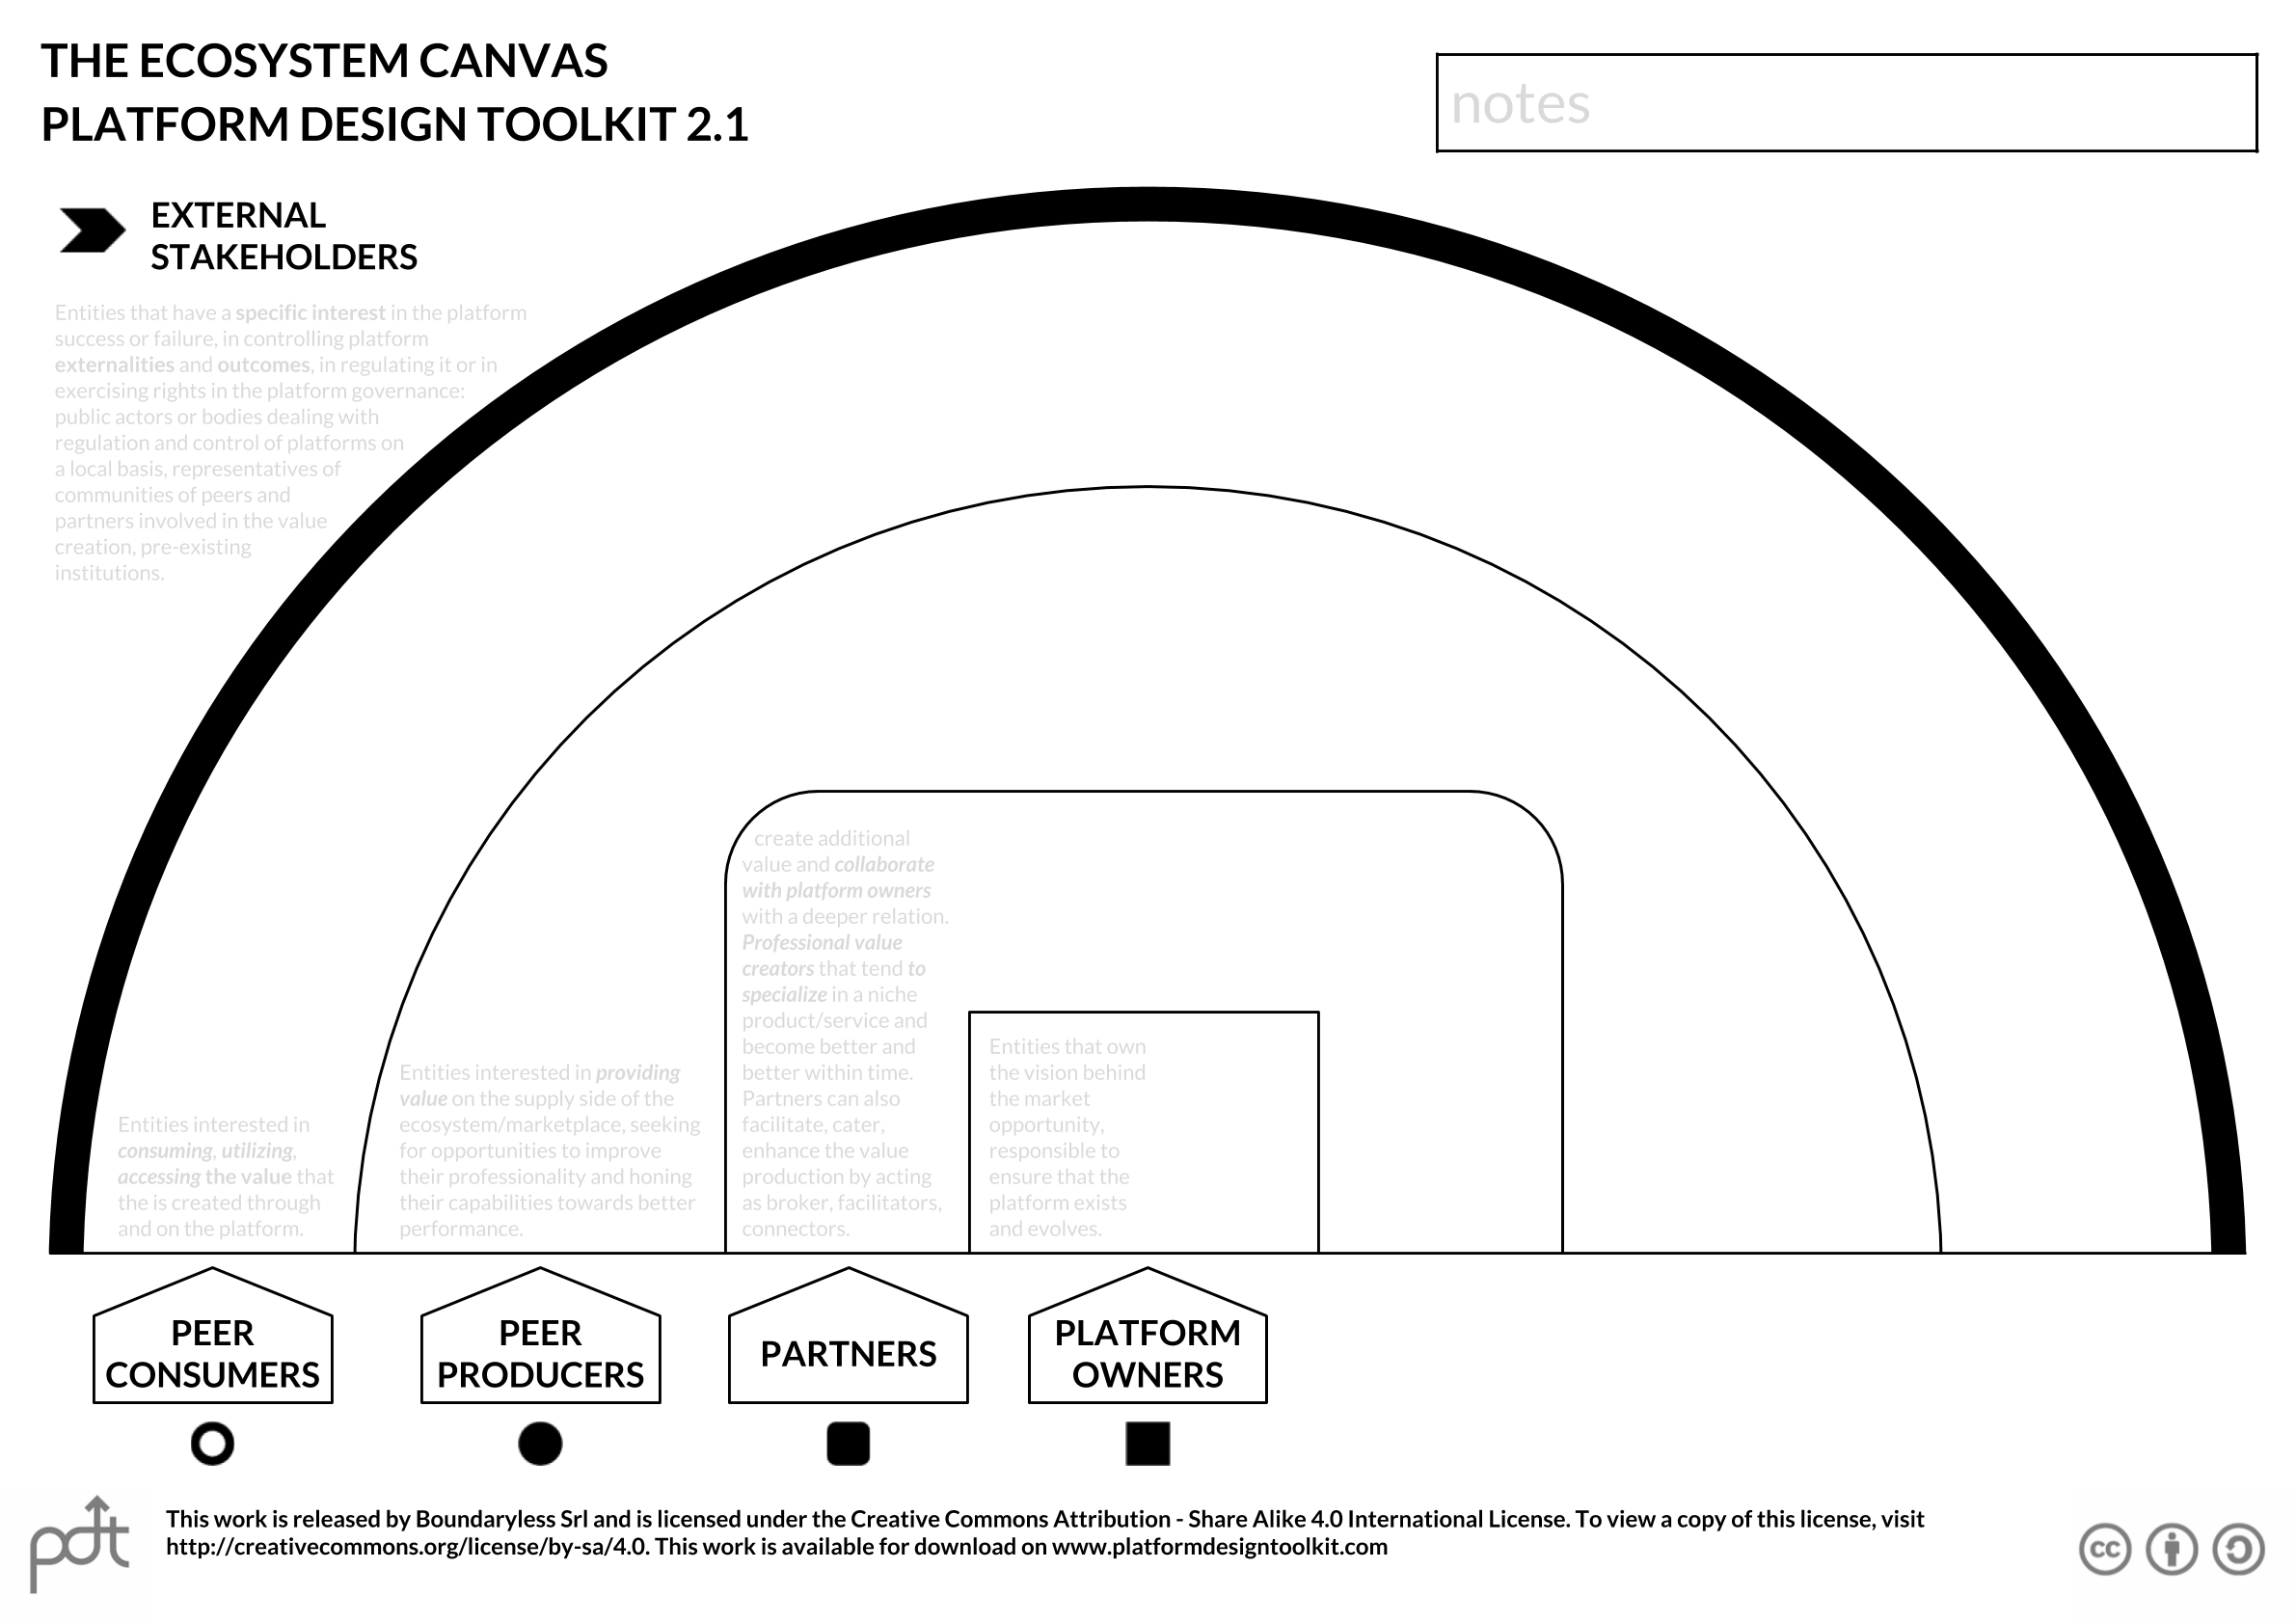 THE ECOSYSTEM CANVAS
PLATFORM DESIGN TOOLKIT 2.1
notes
EXTERNAL
STAKEHOLDERS
Entities that have a specific interest in the platform
success or failure, in controlling platform
externalities and outcomes, in regulating it or in
exercising rights in the platform governance:
public actors or bodies dealing with
regulation and control of platforms on
a local basis, representatives of
communities of peers and
partners involved in the value
creation, pre-existing
institutions.
Entities interested in
consuming, utilizing,
accessing the value that
the is created through
and on the platform.
Entities interested in providing
value on the supply side of the
ecosystem/marketplace, seeking
for opportunities to improve
their professionality and honing
their capabilities towards better
performance.
create additional
value and collaborate
with platform owners
with a deeper relation.
Professional value
creators that tend to
specialize in a niche
product/service and
become better and
better within time.
Partners can also
facilitate, cater,
enhance the value
production by acting
as broker, facilitators,
connectors.
Entities that own
the vision behind
the market
opportunity,
responsible to
ensure that the
platform exists
and evolves.
PEER
CONSUMERS
PEER
PRODUCERS
PARTNERS
PLATFORM
OWNERS
pdt
This work is released by Boundaryless Srl and is licensed under the Creative Commons Attribution - Share Alike 4.0 International License. To view a copy of this license, visit
http://creativecommons.org/license/by-sa/4.0. This work is available for download on www.platformdesigntoolkit.com
cc